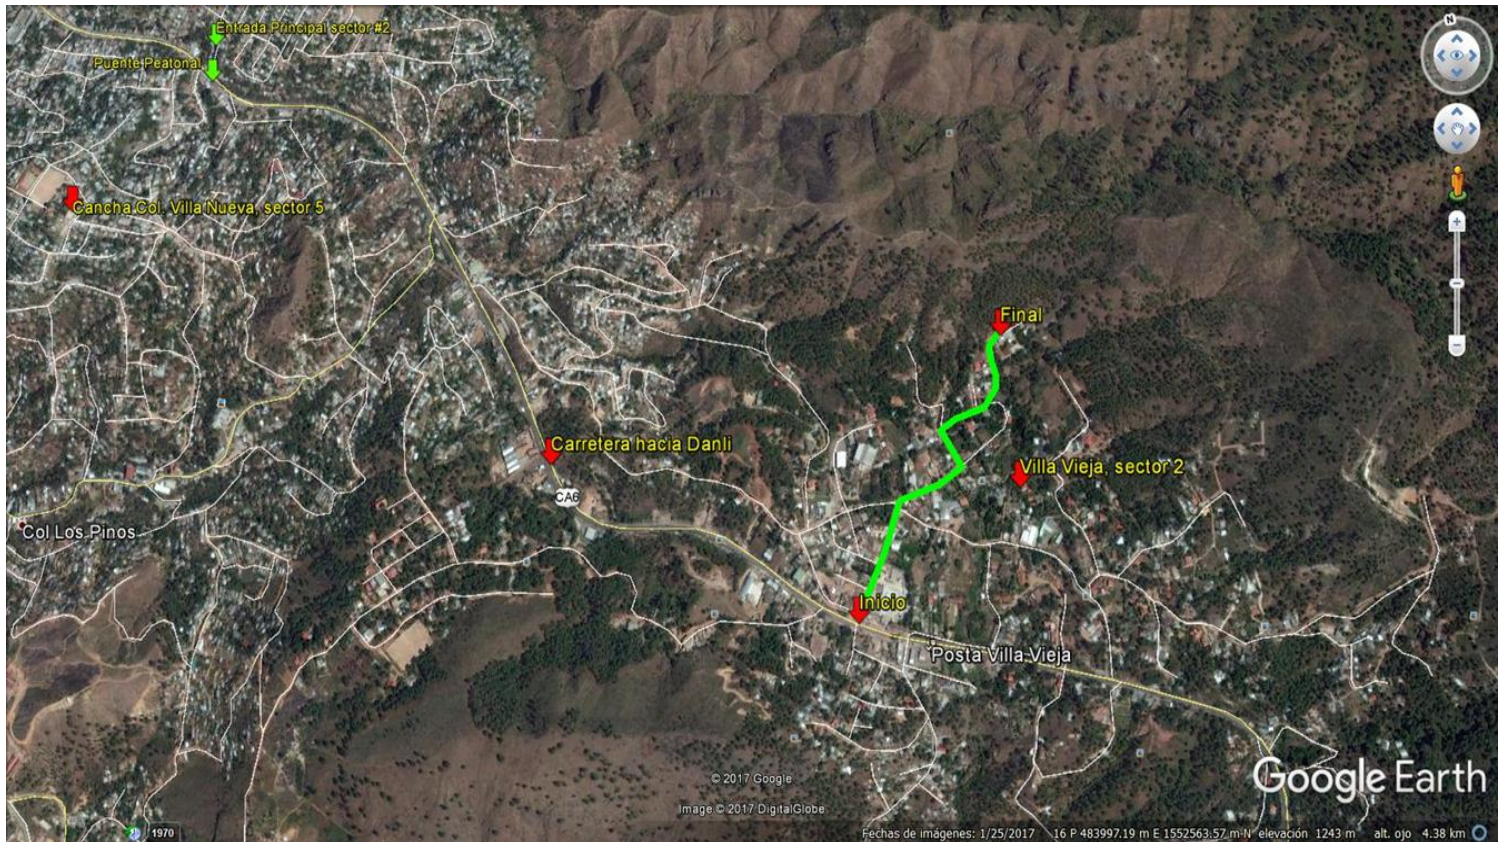 N
Entrada Principal sector #2
Puente Peatonal
Cancha Col. Villa Nueva, sector 5
Final
Carretera hacia Danli
Villa Vieja, sector 2
CA6
Col Los Pinos
Inicio
Posta Villa Vieja
Google Earth
© 2017 Google
Image © 2017 DigitalGlobe
1970
Fechas de imágenes: 1/25/2017 16 P 483997.19 m E 1552563.57 m N elevación 1243 m alt. ojo 4.38 km